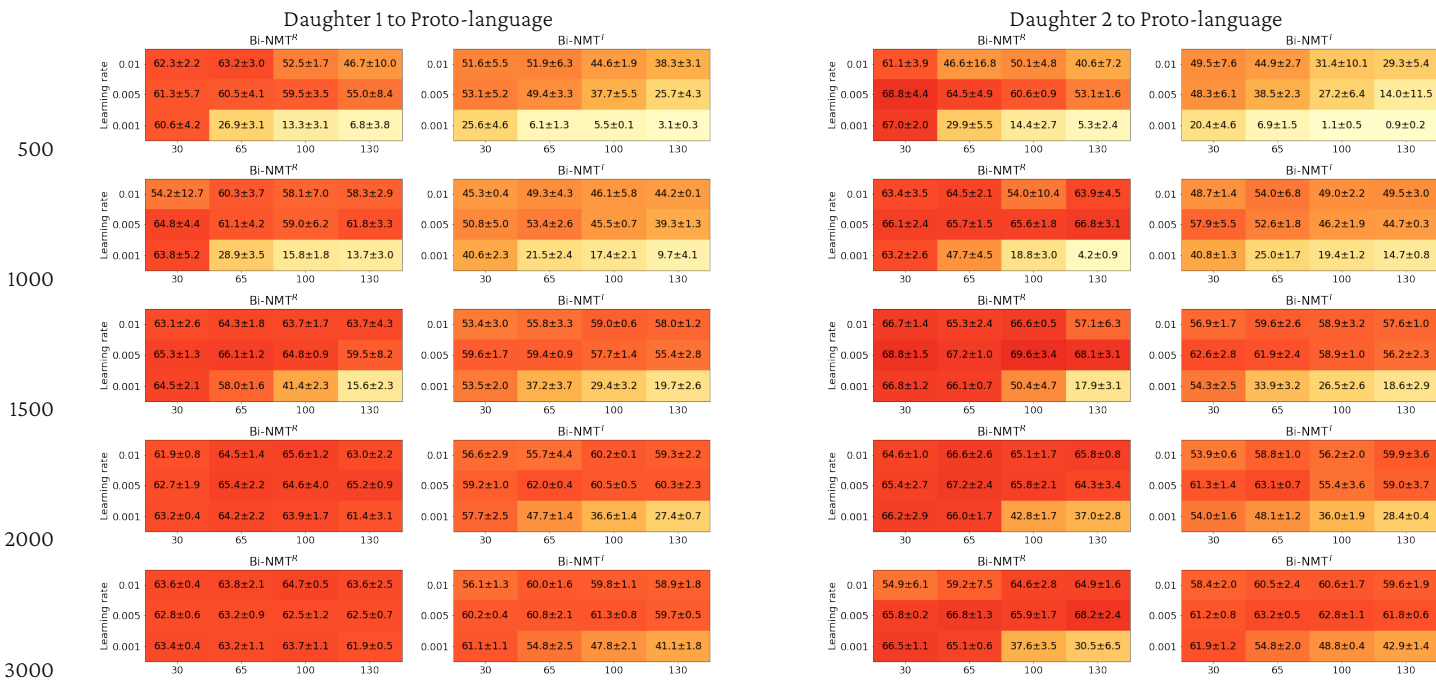 Daughter 1 to Proto-language Daughter 2 to Proto-language
Bi-NMT^R Bi-NMT^I Bi-NMT^R Bi-NMT^I
Learning rate Learning rate
0.01 62.3±2.2 63.2±3.0 52.5±1.7 46.7±10.0 0.01 51.6±5.5 51.9±6.3 44.6±1.9 38.3±3.1 0.01 61.1±3.9 46.6±16.8 50.1±4.8 40.6±7.2 0.01 49.5±7.6 44.9±2.7 31.4±10.1 29.3±5.4
0.005 61.3±5.7 60.5±4.1 59.5±3.5 55.0±8.4 0.005 53.1±5.2 49.4±3.3 37.7±5.5 25.7±4.3 0.005 68.8±4.4 64.5±4.9 60.6±0.9 53.1±1.6 0.005 48.3±6.1 38.5±2.3 27.2±6.4 14.0±11.5
0.001 60.6±4.2 26.9±3.1 13.3±3.1 6.8±3.8 0.001 25.6±4.6 6.1±1.3 5.5±0.1 3.1±0.3 0.001 67.0±2.0 29.9±5.5 14.4±2.7 5.3±2.4 0.001 20.4±4.6 6.9±1.5 1.1±0.5 0.9±0.2
500 30 65 100 130 30 65 100 130 30 65 100 130 30 65 100 130
Bi-NMT^R Bi-NMT^I Bi-NMT^R Bi-NMT^I
Learning rate Learning rate
0.01 54.2±12.7 60.3±3.7 58.1±7.0 58.3±2.9 0.01 45.3±0.4 49.3±4.3 46.1±5.8 44.2±0.1 0.01 63.4±3.5 64.5±2.1 54.0±10.4 63.9±4.5 0.01 48.7±1.4 54.0±6.8 49.0±2.2 49.5±3.0
0.005 64.8±4.4 61.1±4.2 59.0±6.2 61.8±3.3 0.005 50.8±5.0 53.4±2.6 45.5±0.7 39.3±1.3 0.005 66.1±2.4 65.7±1.5 65.6±1.8 66.8±3.1 0.005 57.9±5.5 52.6±1.8 46.2±1.9 44.7±0.3
0.001 63.8±5.2 28.9±3.5 15.8±1.8 13.7±3.0 0.001 40.6±2.3 21.5±2.4 17.4±2.1 9.7±4.1 0.001 63.2±2.6 47.7±4.5 18.8±3.0 4.2±0.9 0.001 40.8±1.3 25.0±1.7 19.4±1.2 14.7±0.8
1000 30 65 100 130 30 65 100 130 30 65 100 130 30 65 100 130
Bi-NMT^R Bi-NMT^I Bi-NMT^R Bi-NMT^I
Learning rate Learning rate
0.01 63.1±2.6 64.3±1.8 63.7±1.7 63.7±4.3 0.01 53.4±3.0 55.8±3.3 59.0±0.6 58.0±1.2 0.01 66.7±1.4 65.3±2.4 66.6±0.5 57.1±6.3 0.01 56.9±1.7 59.6±2.6 58.9±3.2 57.6±1.0
0.005 65.3±1.3 66.1±1.2 64.8±0.9 59.5±8.2 0.005 59.6±1.7 59.4±0.9 57.7±1.4 55.4±2.8 0.005 68.8±1.5 67.2±1.0 69.6±3.4 68.1±3.1 0.005 62.6±2.8 61.9±2.4 58.9±1.0 56.2±2.3
0.001 64.5±2.1 58.0±1.6 41.4±2.3 15.6±2.3 0.001 53.5±2.0 37.2±3.7 29.4±3.2 19.7±2.6 0.001 66.8±1.2 66.1±0.7 50.4±4.7 17.9±3.1 0.001 54.3±2.5 33.9±3.2 26.5±2.6 18.6±2.9
1500 30 65 100 130 30 65 100 130 30 65 100 130 30 65 100 130
Bi-NMT^R Bi-NMT^I Bi-NMT^R Bi-NMT^I
Learning rate Learning rate
0.01 61.9±0.8 64.5±1.4 65.6±1.2 63.0±2.2 0.01 56.6±2.9 55.7±4.4 60.2±0.1 59.3±2.2 0.01 64.6±1.0 66.6±2.6 65.1±1.7 65.8±0.8 0.01 53.9±0.6 58.8±1.0 56.2±2.0 59.9±3.6
0.005 62.7±1.9 65.4±2.2 64.6±4.0 65.2±0.9 0.005 59.2±1.0 62.0±0.4 60.5±0.5 60.3±2.3 0.005 65.4±2.7 67.2±2.4 65.8±2.1 64.3±3.4 0.005 61.3±1.4 63.1±0.7 55.4±3.6 59.0±3.7
0.001 63.2±0.4 64.2±2.2 63.9±1.7 61.4±3.1 0.001 57.7±2.5 47.7±1.4 36.6±1.4 27.4±0.7 0.001 66.2±2.9 66.0±1.7 42.8±1.7 37.0±2.8 0.001 54.0±1.6 48.1±1.2 36.0±1.9 28.4±0.4
2000 30 65 100 130 30 65 100 130 30 65 100 130 30 65 100 130
Bi-NMT^R Bi-NMT^I Bi-NMT^R Bi-NMT^I
Learning rate Learning rate
0.01 63.6±0.4 63.8±2.1 64.7±0.5 63.6±2.5 0.01 56.1±1.3 60.0±1.6 59.8±1.1 58.9±1.8 0.01 54.9±6.1 59.2±7.5 64.6±2.8 64.9±1.6 0.01 58.4±2.0 60.5±2.4 60.6±1.7 59.6±1.9
0.005 62.8±0.6 63.2±0.9 62.5±1.2 62.5±0.7 0.005 60.2±0.4 60.8±2.1 61.3±0.8 59.7±0.5 0.005 65.8±0.2 66.8±1.3 65.9±1.7 68.2±2.4 0.005 61.2±0.8 63.2±0.5 62.8±1.1 61.8±0.6
0.001 63.4±0.4 63.2±1.1 63.7±1.1 61.9±0.5 0.001 61.1±1.1 54.8±2.5 47.8±2.1 41.1±1.8 0.001 66.5±1.1 65.1±0.6 37.6±3.5 30.5±6.5 0.001 61.9±1.2 54.8±2.0 48.8±0.4 42.9±1.4
3000 30 65 100 130 30 65 100 130 30 65 100 130 30 65 100 130